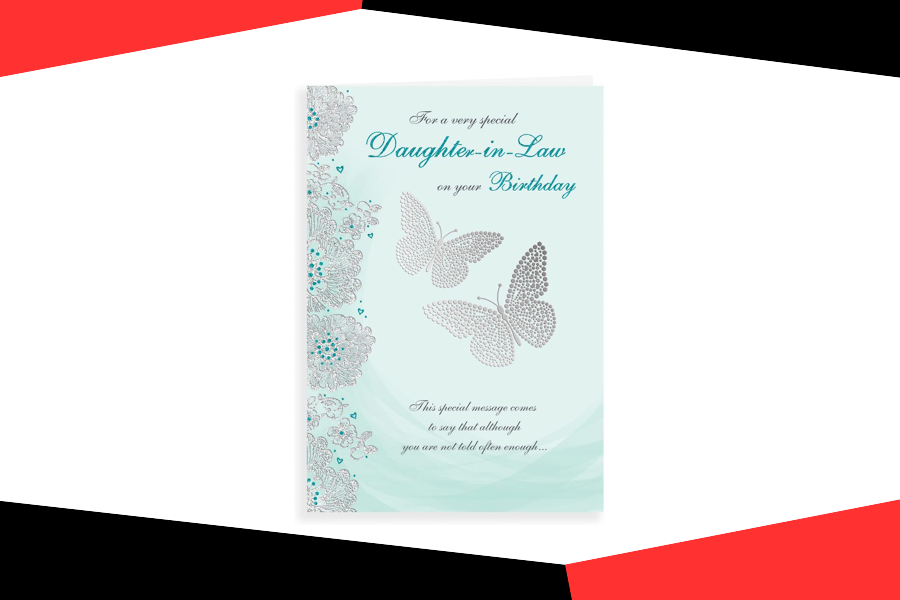 For a very special
Daughter-in-Law
on your Birthday
This special message comes
to say that although
you are not told often enough...